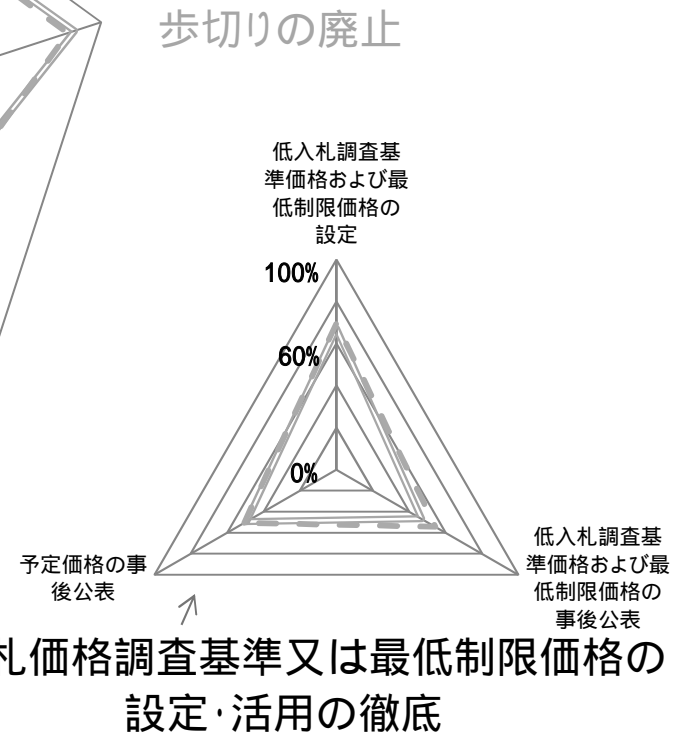 歩切りの廃止
低入札調査基
準価格および最
低制限価格の
設定
100%
60%
0%
予定価格の事
後公表
低入札調査基
準価格および最
低制限価格の
事後公表
札価格調査基準又は最低制限価格の
設定･活用の徹底